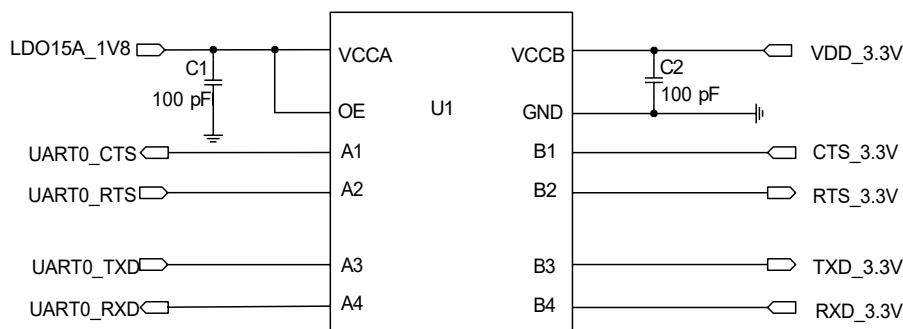 LDO15A_1V8
VCCA
VCCB
VDD_3.3V
C1
C2
100 pF
100 pF
OE
U1
GND
UART0_CTS
A1
B1
CTS_3.3V
UART0_RTS
A2
B2
RTS_3.3V
UART0_TXD
A3
B3
TXD_3.3V
UART0_RXD
A4
B4
RXD_3.3V